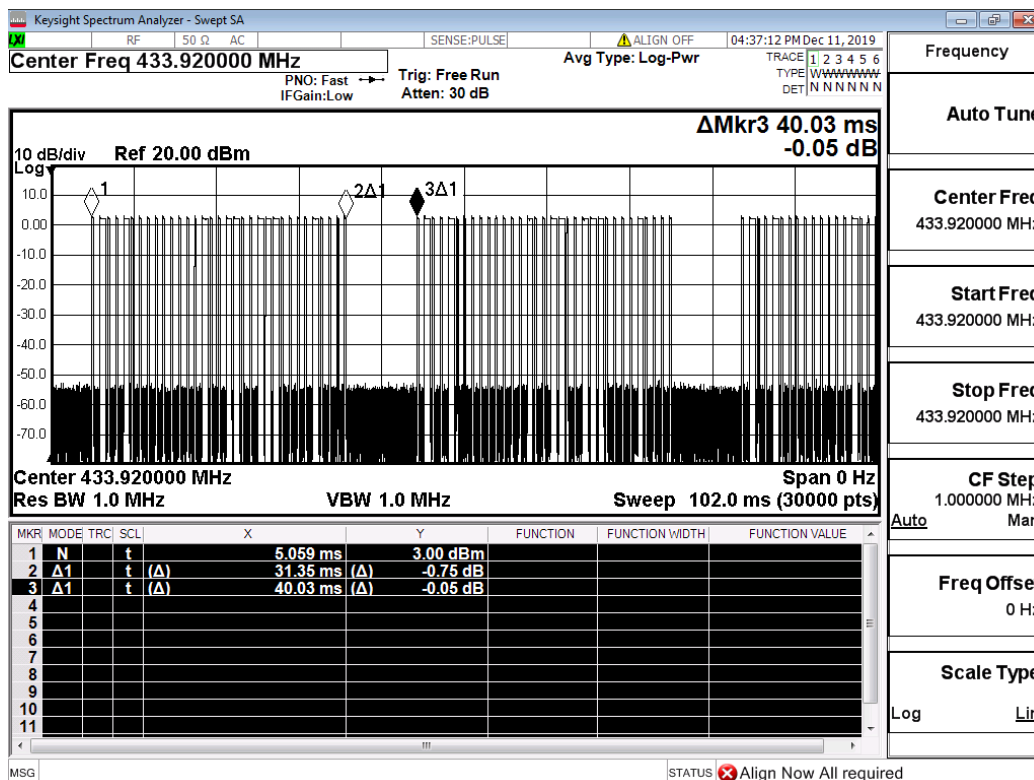 Keysight Spectrum Analyzer - Swept SA
LXI RF 50 Ω AC SENSE:PULSE ALIGN OFF 04:37:12 PM Dec 11, 2019
Center Freq 433.920000 MHz
PNO: Fast
IFGain:Low
Trig: Free Run
Atten: 30 dB
Avg Type: Log-Pwr
TRACE 1 2 3 4 5 6
TYPE W W W W W W
DET N N N N N N
ΔMkr3 40.03 ms
-0.05 dB
10 dB/div Ref 20.00 dBm
Log
1 2Δ1 3Δ1
10.0
0.00
-10.0
-20.0
-30.0
-40.0
-50.0
-60.0
-70.0
Center 433.920000 MHz Span 0 Hz
Res BW 1.0 MHz VBW 1.0 MHz Sweep 102.0 ms (30000 pts)
MKR MODE TRC SCL X Y FUNCTION FUNCTION WIDTH FUNCTION VALUE
1 N t 5.059 ms 3.00 dBm
2 Δ1 t (Δ) 31.35 ms (Δ) -0.75 dB
3 Δ1 t (Δ) 40.03 ms (Δ) -0.05 dB
4
5
6
7
8
9
10
11
MSG STATUS Align Now All required
Frequency
Auto Tune
Center Freq
433.920000 MHz
Start Freq
433.920000 MHz
Stop Freq
433.920000 MHz
CF Step
1.000000 MHz
Auto Man
Freq Offset
0 Hz
Scale Type
Log Lin